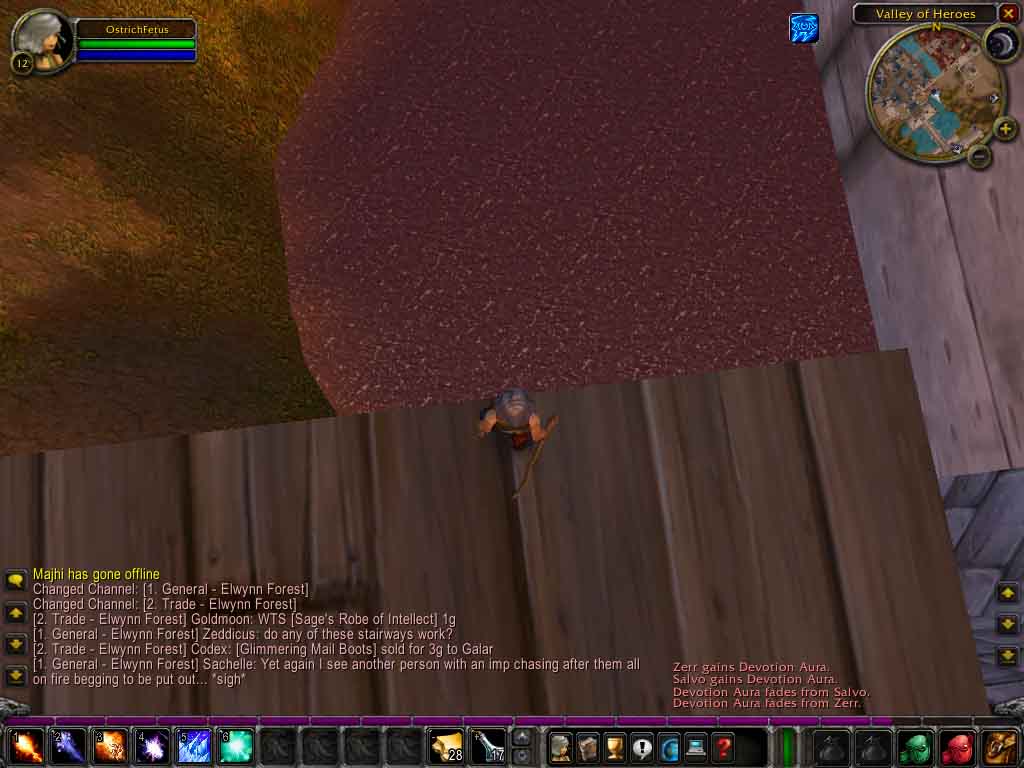 OstrichFetus
12
Valley of Heroes
N
Majhi has gone offline
Changed Channel: [1. General - Elwynn Forest]
Changed Channel: [2. Trade - Elwynn Forest]
[2. Trade - Elwynn Forest] Goldmoon: WTS [Sage's Robe of Intellect] 1g
[1. General - Elwynn Forest] Zeddicus: do any of these stairways work?
[2. Trade - Elwynn Forest] Codex: [Glimmering Mail Boots] sold for 3g to Galar
[1. General - Elwynn Forest] Sachelle: Yet again I see another person with an imp chasing after them all
on fire begging to be put out... *sigh*
Zerr gains Devotion Aura.
Salvo gains Devotion Aura.
Devotion Aura fades from Salvo.
Devotion Aura fades from Zerr.
1 2 3 4 5 6 28 17